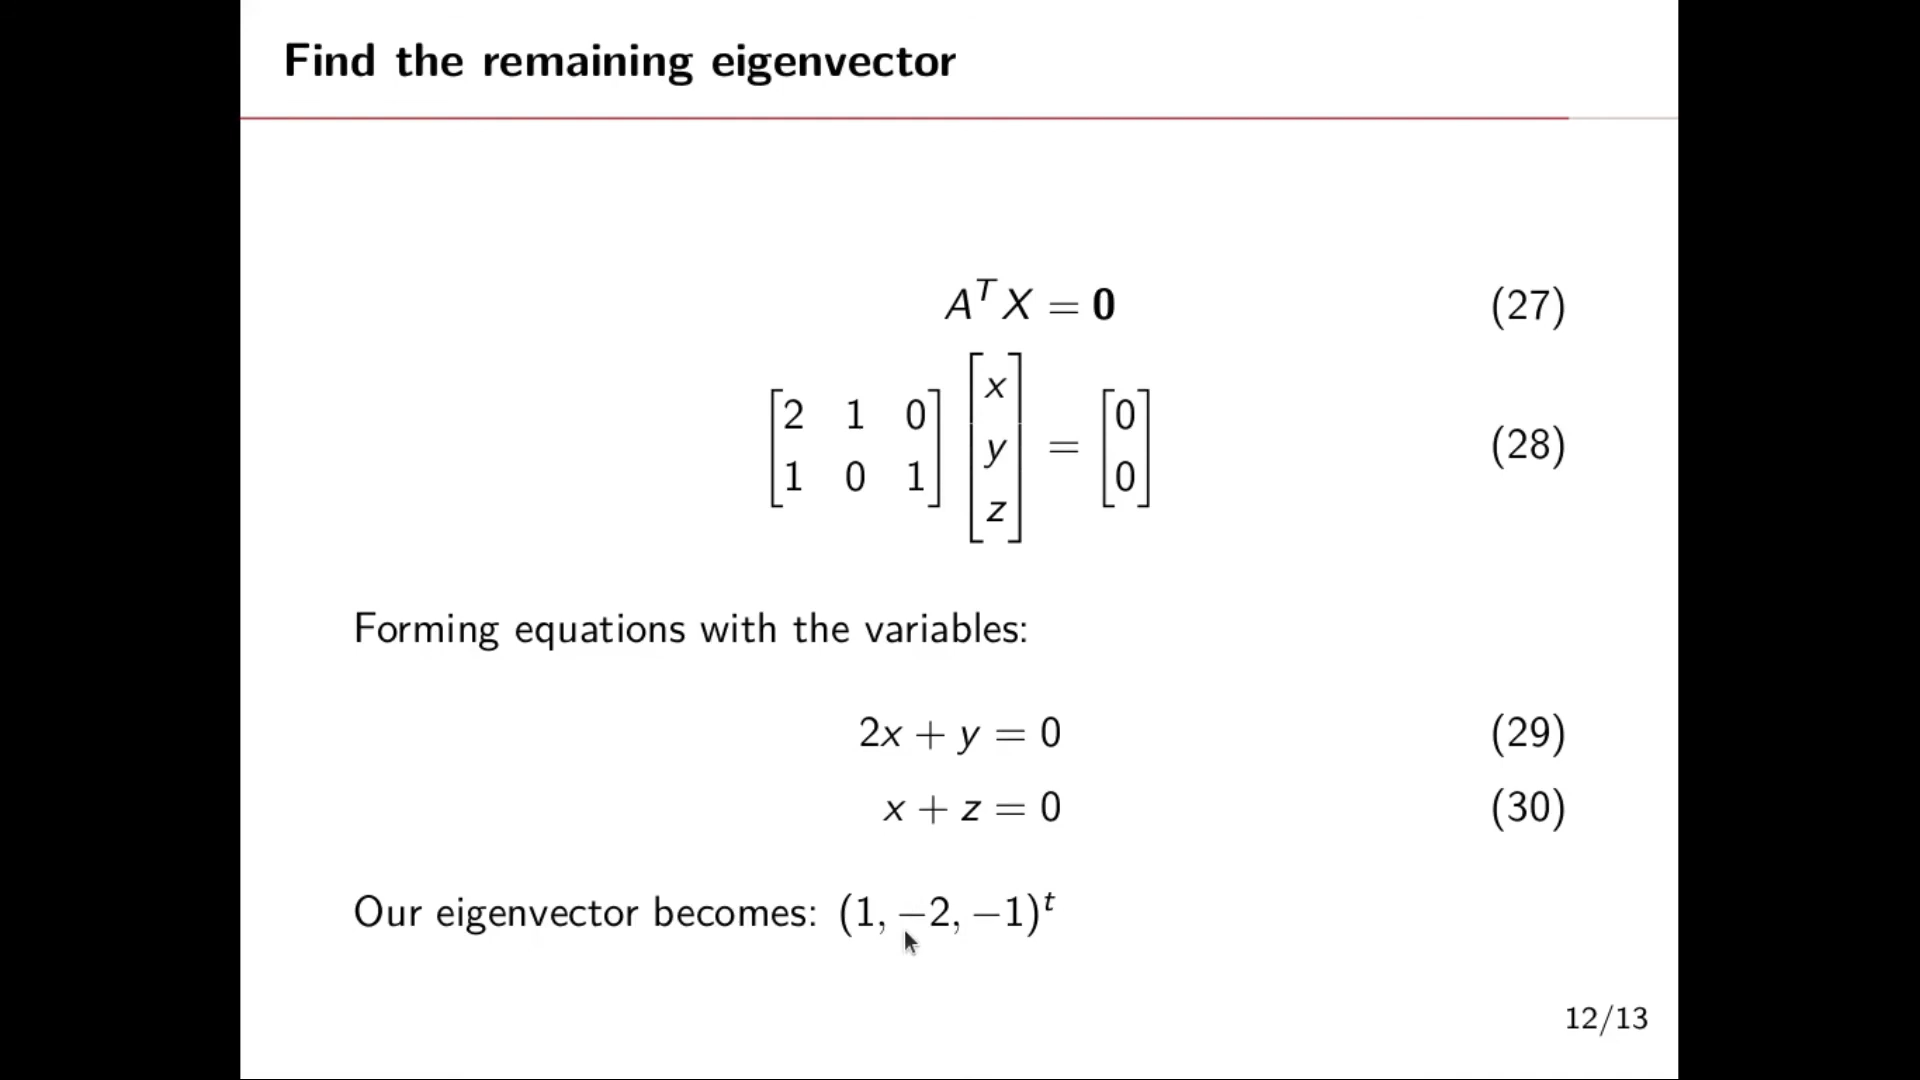 Find the remaining eigenvector
AᵀX = 0 (27)
[2 1 0; 1 0 1] [x; y; z] = [0; 0] (28)
Forming equations with the variables:
2x + y = 0 (29)
x + z = 0 (30)
Our eigenvector becomes: (1, −2, −1)ᵗ
12/13